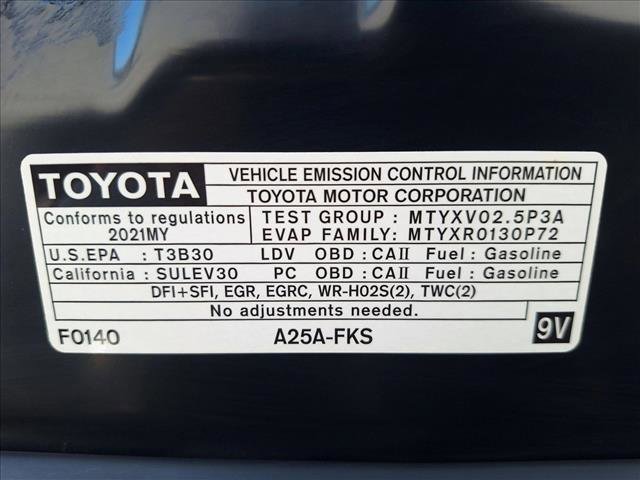 TOYOTA
VEHICLE EMISSION CONTROL INFORMATION
TOYOTA MOTOR CORPORATION
Conforms to regulations
2021MY
TEST GROUP : MTYXV02.5P3A
EVAP FAMILY: MTYXR0130P72
U.S.EPA : T3B30 LDV OBD : CAII Fuel : Gasoline
California : SULEV30 PC OBD : CAII Fuel : Gasoline
DFI+SFI, EGR, EGRC, WR-HO2S(2), TWC(2)
No adjustments needed.
F0140 A25A-FKS 9V